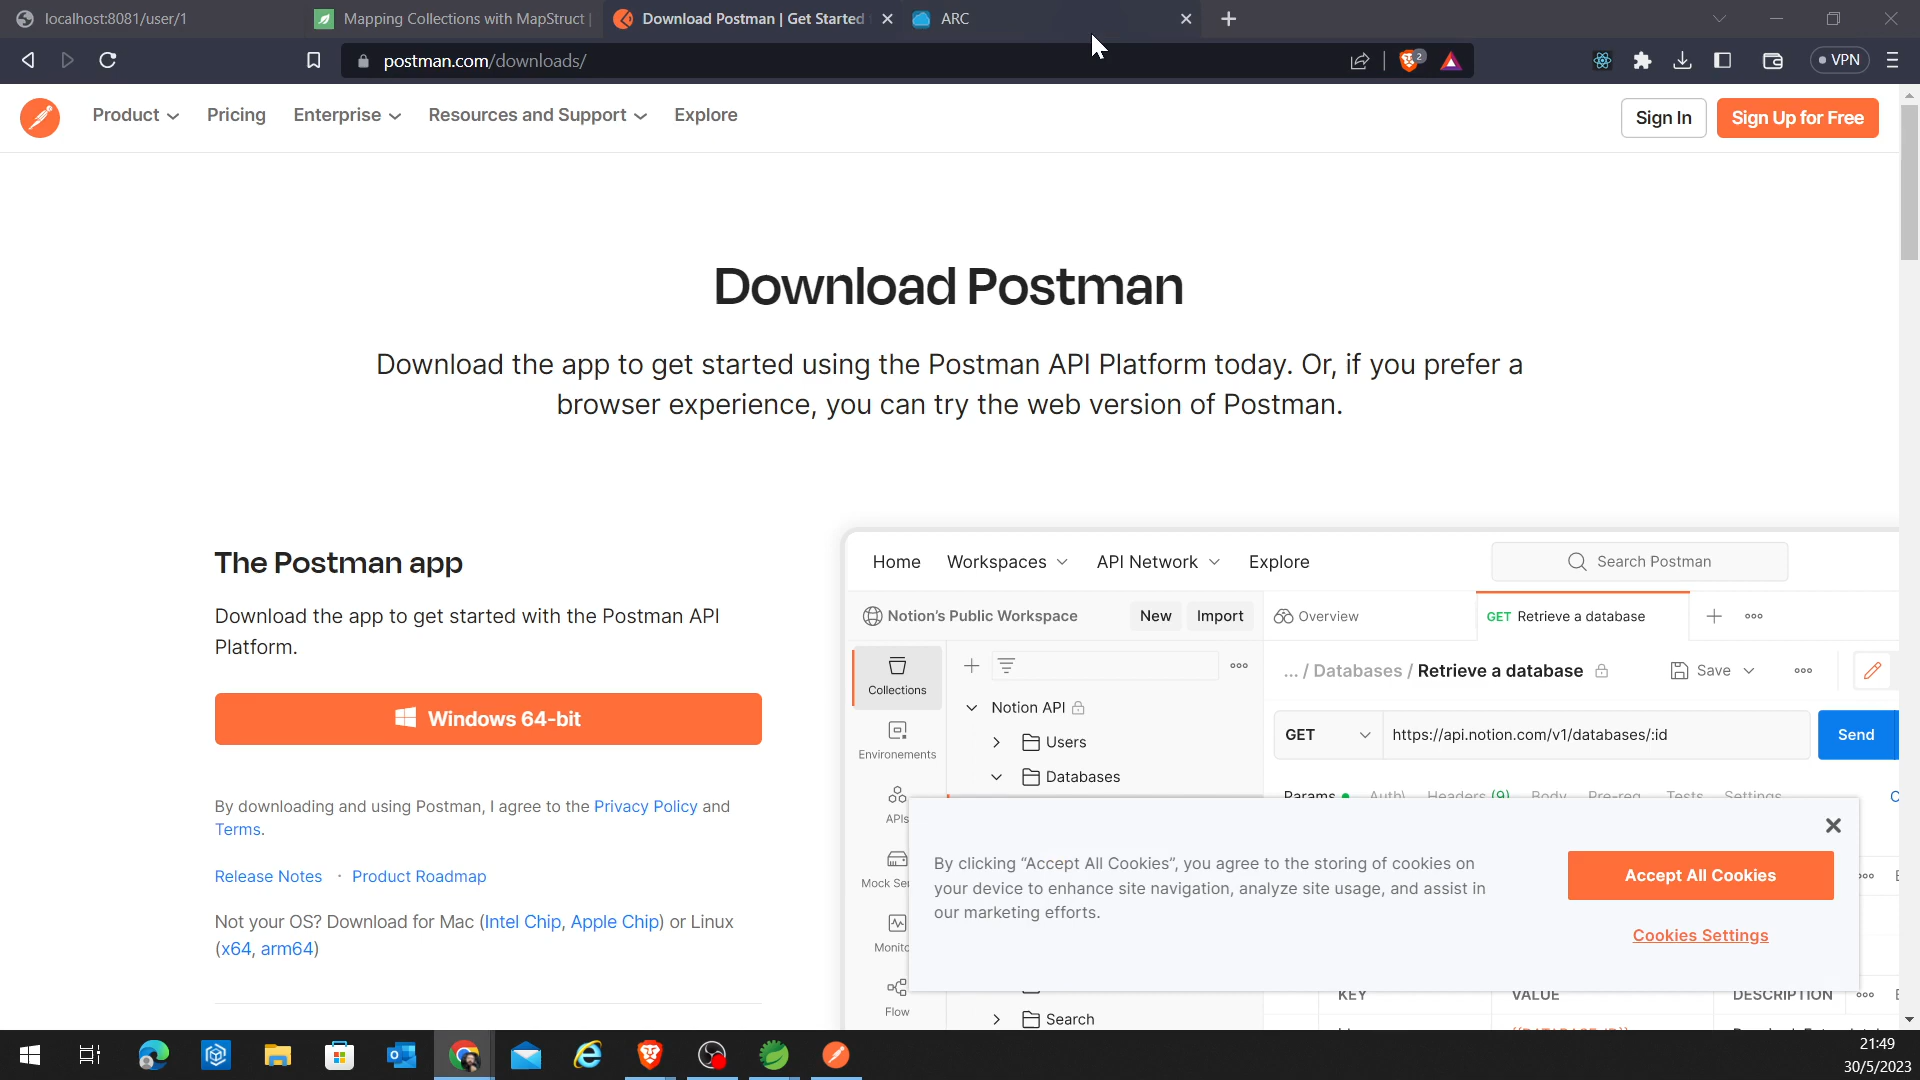 localhost:8081/user/1
Mapping Collections with MapStruct |
Download Postman | Get Started
ARC
postman.com/downloads/
2
VPN
Product
Pricing
Enterprise
Resources and Support
Explore
Sign In
Sign Up for Free
Download Postman
Download the app to get started using the Postman API Platform today. Or, if you prefer a
browser experience, you can try the web version of Postman.
The Postman app
Download the app to get started with the Postman API
Platform.
Windows 64-bit
By downloading and using Postman, I agree to the Privacy Policy and
Terms.
Release Notes · Product Roadmap
Not your OS? Download for Mac (Intel Chip, Apple Chip) or Linux
(x64, arm64)
Home
Workspaces
API Network
Explore
Search Postman
Notion's Public Workspace
New
Import
Overview
GET Retrieve a database
Collections
... / Databases / Retrieve a database
Save
Notion API
Environements
Users
GET
https://api.notion.com/v1/databases/:id
Send
Databases
Params
Auth
Headers (9)
Body
Pre-req
Tests
Settings
APIs
Mock Ser
Monito
Flow
By clicking “Accept All Cookies”, you agree to the storing of cookies on
your device to enhance site navigation, analyze site usage, and assist in
our marketing efforts.
Accept All Cookies
Cookies Settings
KEY
VALUE
DESCRIPTION
Search
21:49
30/5/2023